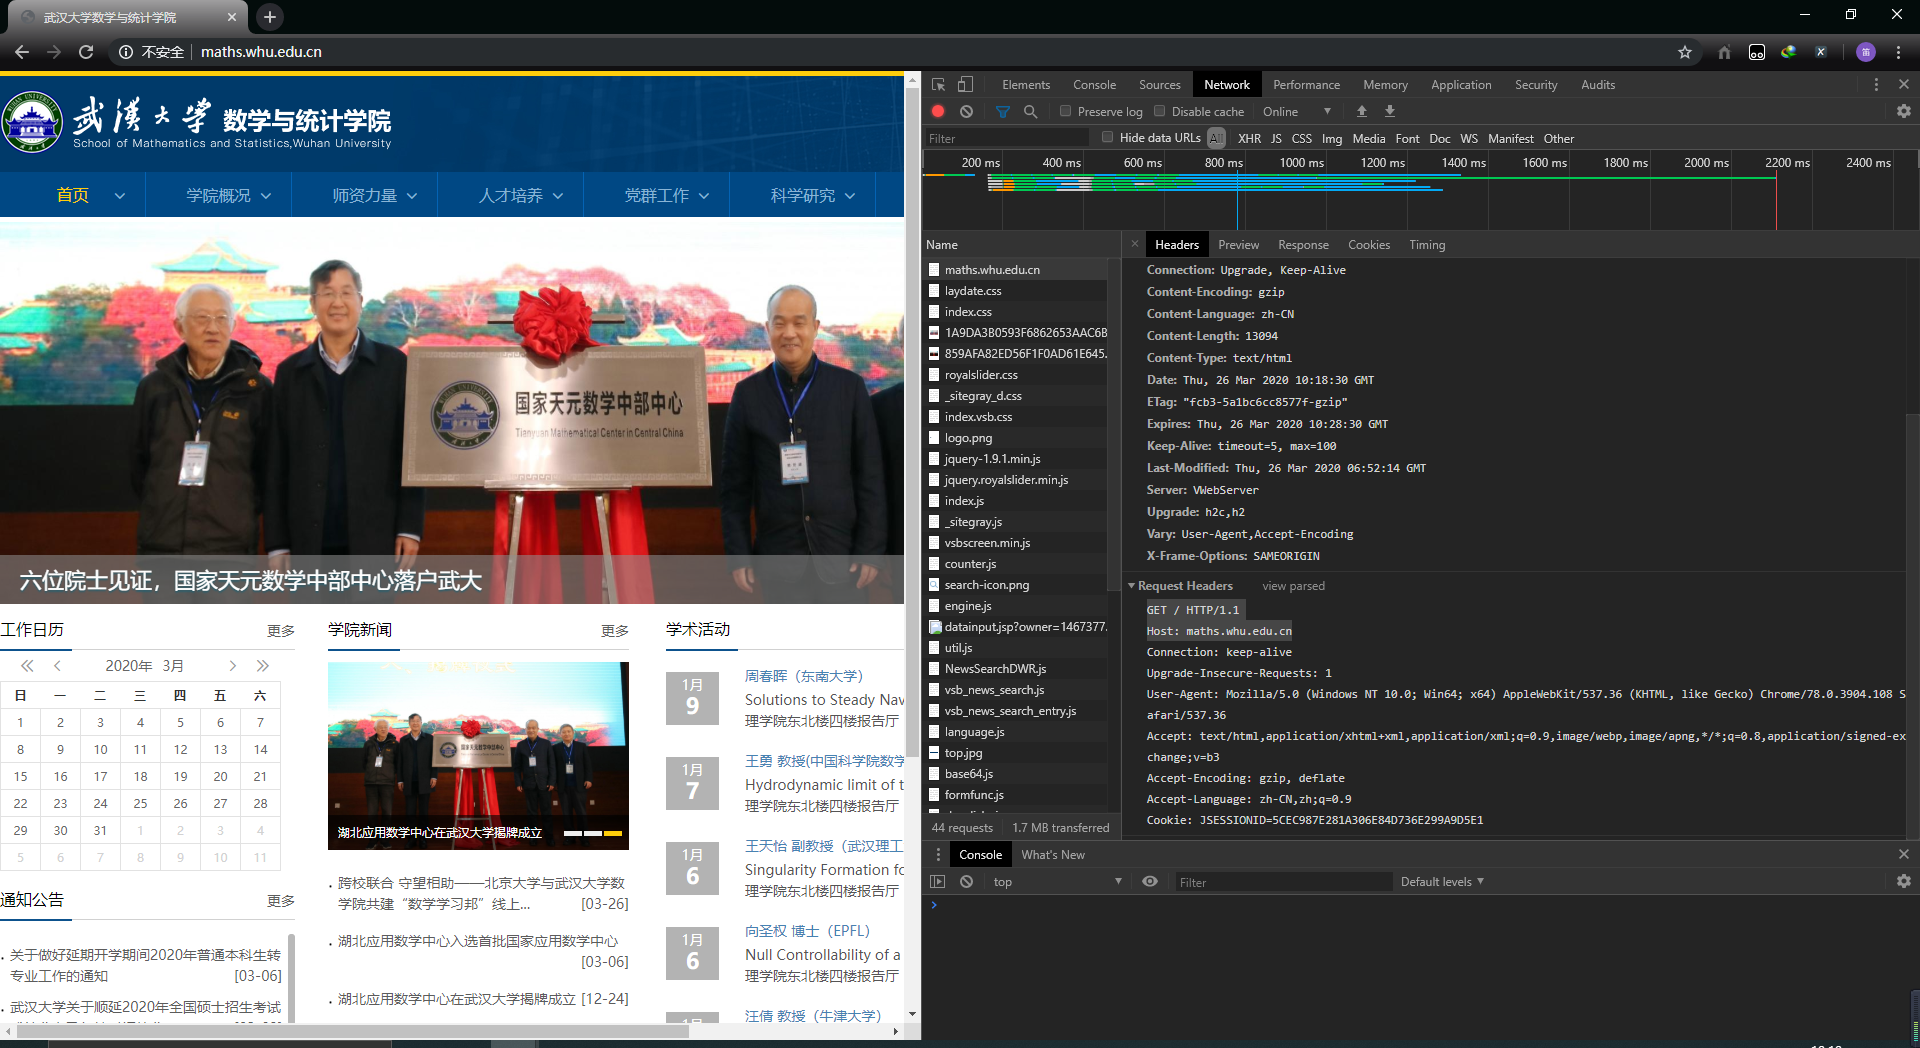 武汉大学数学与统计学院
不安全
maths.whu.edu.cn
笛
武漢大学 数学与统计学院
School of Mathematics and Statistics,Wuhan University
首页
学院概况
师资力量
人才培养
党群工作
科学研究
国家天元数学中部中心
Tianyuan Mathematical Center in Central China
六位院士见证，国家天元数学中部中心落户武大
工作日历
更多
2020年 3月
日 一 二 三 四 五 六
1 2 3 4 5 6 7
8 9 10 11 12 13 14
15 16 17 18 19 20 21
22 23 24 25 26 27 28
29 30 31 1 2 3 4
5 6 7 8 9 10 11
通知公告
更多
关于做好延期开学期间2020年普通本科生转
专业工作的通知 [03-06]
武汉大学关于顺延2020年全国硕士招生考试
学院新闻
更多
湖北应用数学中心在武汉大学揭牌成立
跨校联合 守望相助——北京大学与武汉大学数
学院共建“数学学习邦”线上... [03-26]
湖北应用数学中心入选首批国家应用数学中心
[03-06]
湖北应用数学中心在武汉大学揭牌成立 [12-24]
学术活动
1月
9
周春晖（东南大学）
Solutions to Steady Nav
理学院东北楼四楼报告厅
1月
7
王勇 教授(中国科学院数学
Hydrodynamic limit of t
理学院东北楼四楼报告厅
1月
6
王天怡 副教授（武汉理工
Singularity Formation fo
理学院东北楼四楼报告厅
1月
6
向圣权 博士（EPFL）
Null Controllability of a
理学院东北楼四楼报告厅
1月
汪倩 教授（牛津大学）
Elements Console Sources Network Performance Memory Application Security Audits
Preserve log Disable cache Online
Filter Hide data URLs All XHR JS CSS Img Media Font Doc WS Manifest Other
200 ms 400 ms 600 ms 800 ms 1000 ms 1200 ms 1400 ms 1600 ms 1800 ms 2000 ms 2200 ms 2400 ms
Name
maths.whu.edu.cn
laydate.css
index.css
1A9DA3B0593F6862653AAC6B
859AFA82ED56F1F0AD61E645.
royalslider.css
_sitegray_d.css
index.vsb.css
logo.png
jquery-1.9.1.min.js
jquery.royalslider.min.js
index.js
_sitegray.js
vsbscreen.min.js
counter.js
search-icon.png
engine.js
datainput.jsp?owner=1467377.
util.js
NewsSearchDWR.js
vsb_news_search.js
vsb_news_search_entry.js
language.js
top.jpg
base64.js
formfunc.js
44 requests 1.7 MB transferred
Headers Preview Response Cookies Timing
Connection: Upgrade, Keep-Alive
Content-Encoding: gzip
Content-Language: zh-CN
Content-Length: 13094
Content-Type: text/html
Date: Thu, 26 Mar 2020 10:18:30 GMT
ETag: "fcb3-5a1bc6cc8577f-gzip"
Expires: Thu, 26 Mar 2020 10:28:30 GMT
Keep-Alive: timeout=5, max=100
Last-Modified: Thu, 26 Mar 2020 06:52:14 GMT
Server: VWebServer
Upgrade: h2c,h2
Vary: User-Agent,Accept-Encoding
X-Frame-Options: SAMEORIGIN
Request Headers view parsed
GET / HTTP/1.1
Host: maths.whu.edu.cn
Connection: keep-alive
Upgrade-Insecure-Requests: 1
User-Agent: Mozilla/5.0 (Windows NT 10.0; Win64; x64) AppleWebKit/537.36 (KHTML, like Gecko) Chrome/78.0.3904.108 S
afari/537.36
Accept: text/html,application/xhtml+xml,application/xml;q=0.9,image/webp,image/apng,*/*;q=0.8,application/signed-ex
change;v=b3
Accept-Encoding: gzip, deflate
Accept-Language: zh-CN,zh;q=0.9
Cookie: JSESSIONID=5CEC987E281A306E84D736E299A9D5E1
Console What's New
top Filter Default levels